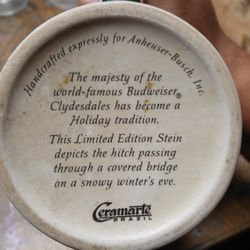 Handcrafted expressly for Anheuser-Busch, Inc.
The majesty of the
world-famous Budweiser®
Clydesdales has become a
Holiday tradition.
This Limited Edition Stein
depicts the hitch passing
through a covered bridge
on a snowy winter's eve.
Ceramarte
BRAZIL